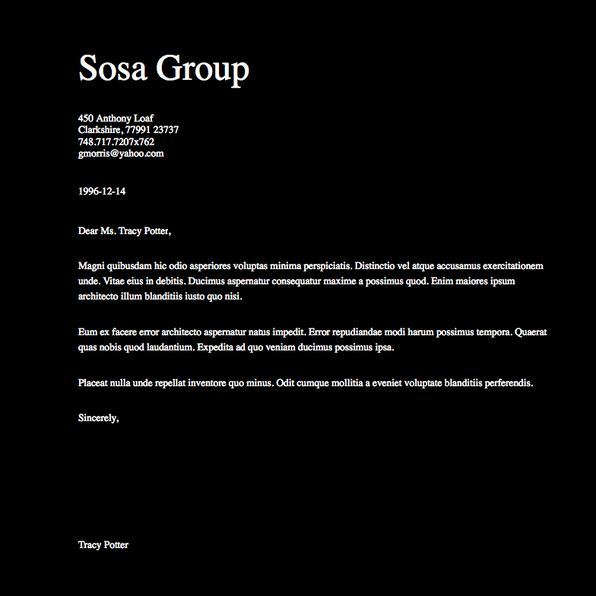 Sosa Group
450 Anthony Loaf
Clarkshire, 77991 23737
748.717.7207x762
gmorris@yahoo.com
1996-12-14
Dear Ms. Tracy Potter,
Magni quibusdam hic odio asperiores voluptas minima perspiciatis. Distinctio vel atque accusamus exercitationem
unde. Vitae eius in debitis. Ducimus aspernatur consequatur maxime a possimus quod. Enim maiores ipsum
architecto illum blanditiis iusto quo nisi.
Eum ex facere error architecto aspernatur natus impedit. Error repudiandae modi harum possimus tempora. Quaerat
quas nobis quod laudantium. Expedita ad quo veniam ducimus possimus ipsa.
Placeat nulla unde repellat inventore quo minus. Odit cumque mollitia a eveniet voluptate blanditiis perferendis.
Sincerely,
Tracy Potter